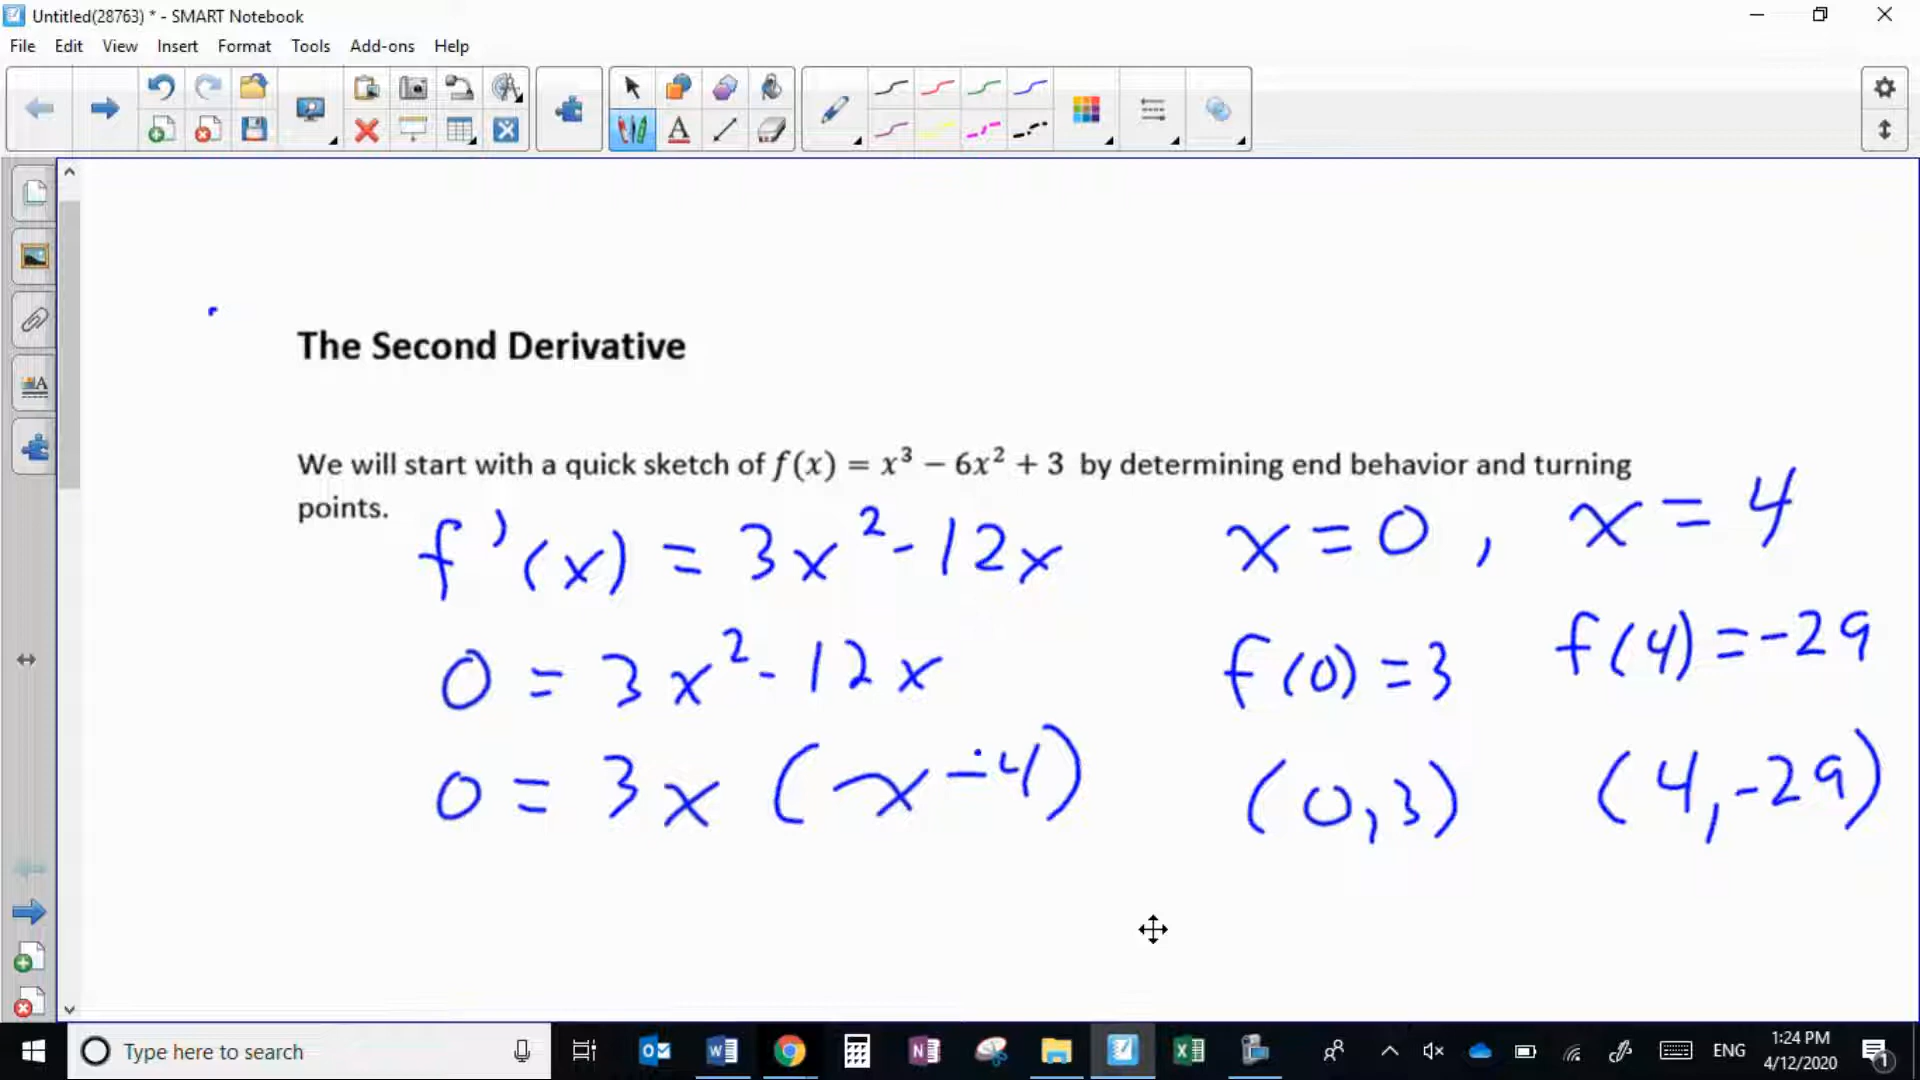 Untitled(28763) * - SMART Notebook
File Edit View Insert Format Tools Add-ons Help
The Second Derivative
We will start with a quick sketch of f(x) = x³ − 6x² + 3 by determining end behavior and turning
points.
f'(x) = 3x² - 12x
x = 0 , x = 4
0 = 3x² - 12x
f(0) = 3
f(4) = -29
0 = 3x (x - 4)
(0,3)
(4,-29)
Type here to search
ENG
1:24 PM
4/12/2020
1